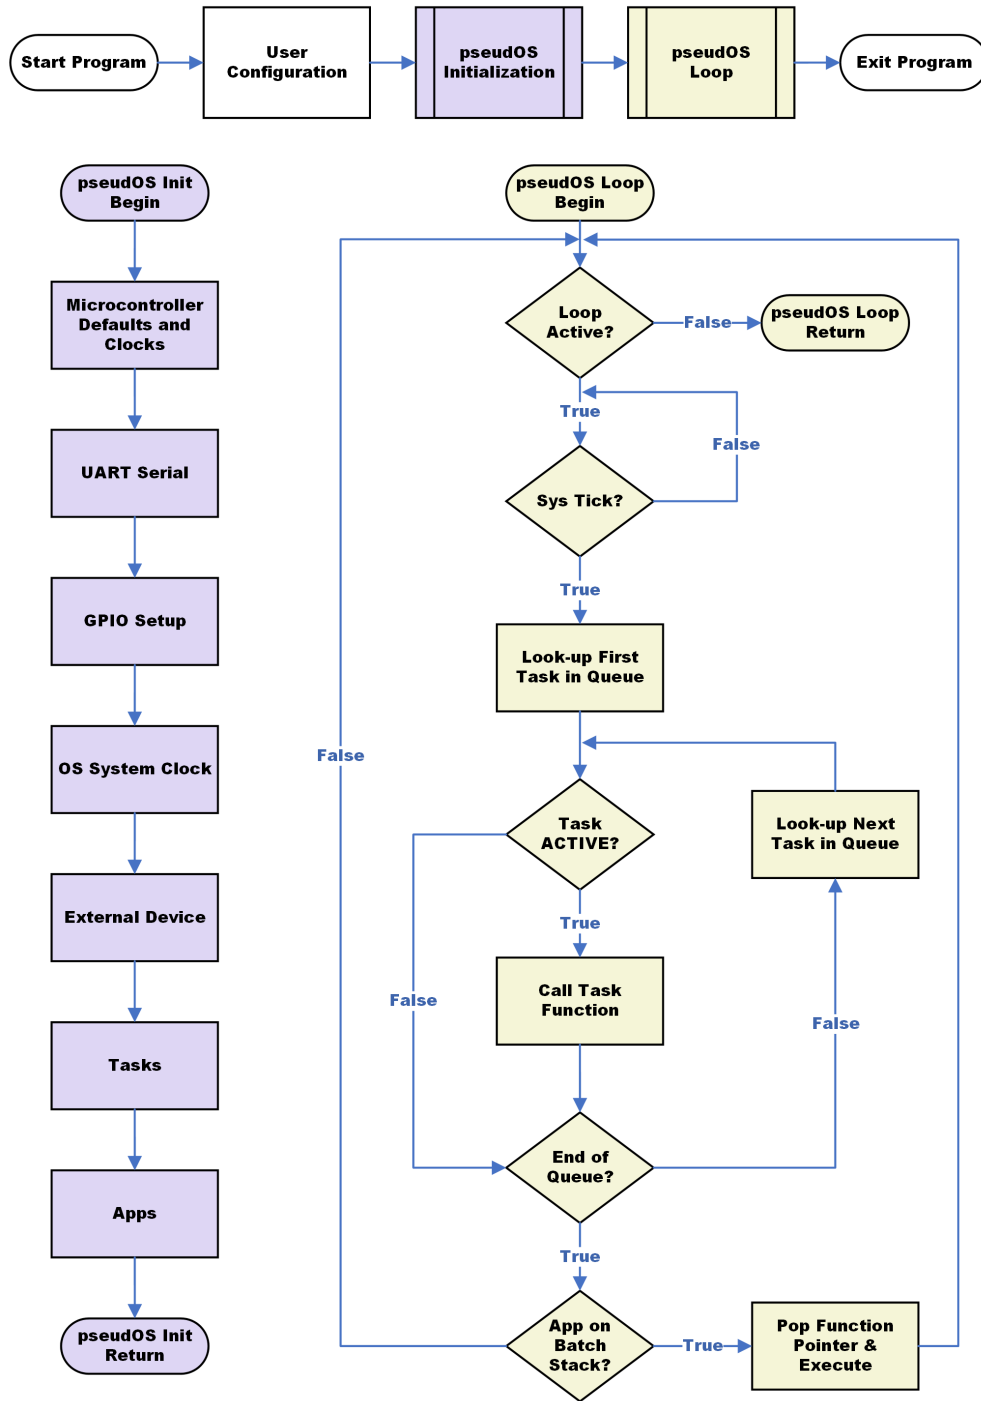 Start Program
User
Configuration
pseudOS
Initialization
pseudOS
Loop
Exit Program
pseudOS Init
Begin
Microcontroller
Defaults and
Clocks
UART Serial
GPIO Setup
OS System Clock
External Device
Tasks
Apps
pseudOS Init
Return
pseudOS Loop
Begin
Loop
Active?
False
pseudOS Loop
Return
True
False
Sys Tick?
True
Look-up First
Task in Queue
False
Task
ACTIVE?
Look-up Next
Task in Queue
True
False
Call Task
Function
False
End of
Queue?
True
App on
Batch
Stack?
True
Pop Function
Pointer &
Execute